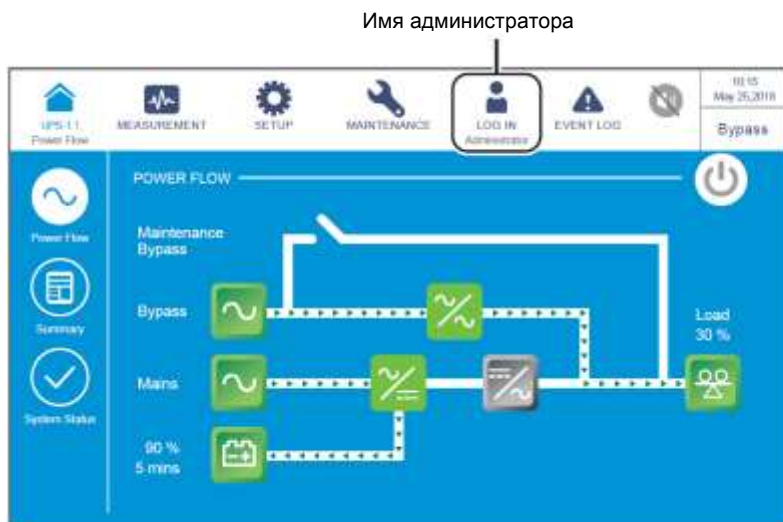 Имя администратора
UPS-1.1
Power Flow
MEASUREMENT
SETUP
MAINTENANCE
LOG IN
Administrator
EVENT LOG
10:15
May 25,2018
Bypass
POWER FLOW
Power Flow
Maintenance
Bypass
Summary
Bypass
Load
30 %
Mains
System Status
90 %
5 mins